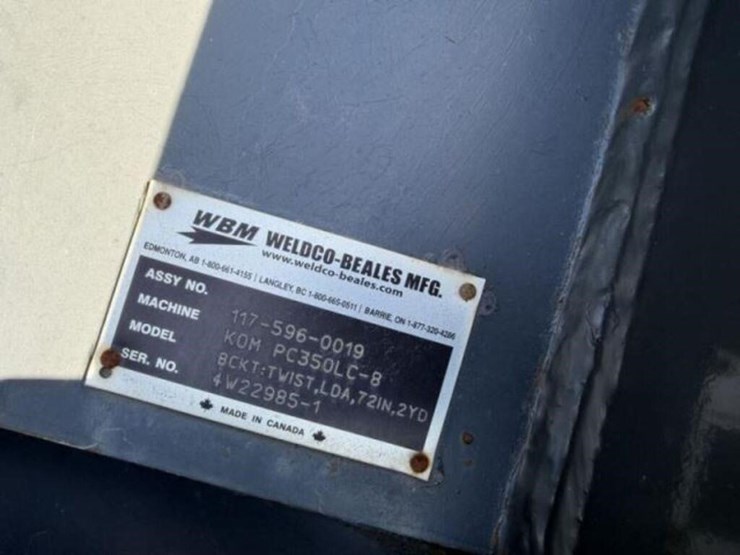 WBM WELDCO-BEALES MFG.
www.weldco-beales.com
EDMONTON, AB 1-800-661-4155 | LANGLEY, BC 1-800-665-0511 | BARRIE, ON 1-877-320-4286
ASSY NO. 117-596-0019
MACHINE KOM PC350LC-8
MODEL BCKT:TWIST,LDA,72IN,2YD
SER. NO. 4W22985-1
MADE IN CANADA